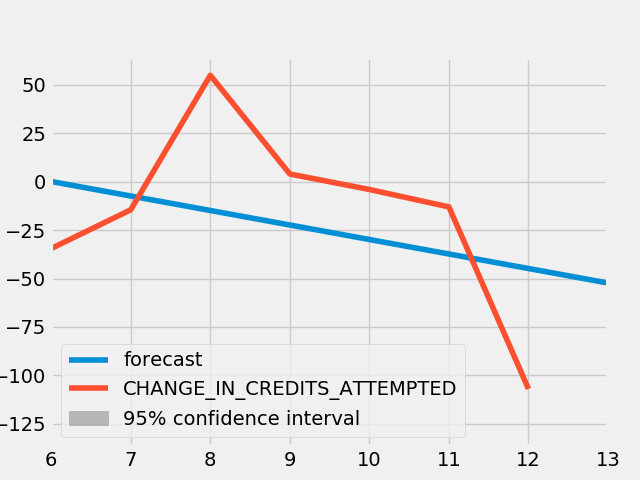 50
25
0
−25
−50
−75
−100
−125
forecast
CHANGE_IN_CREDITS_ATTEMPTED
95% confidence interval
6 7 8 9 10 11 12 13